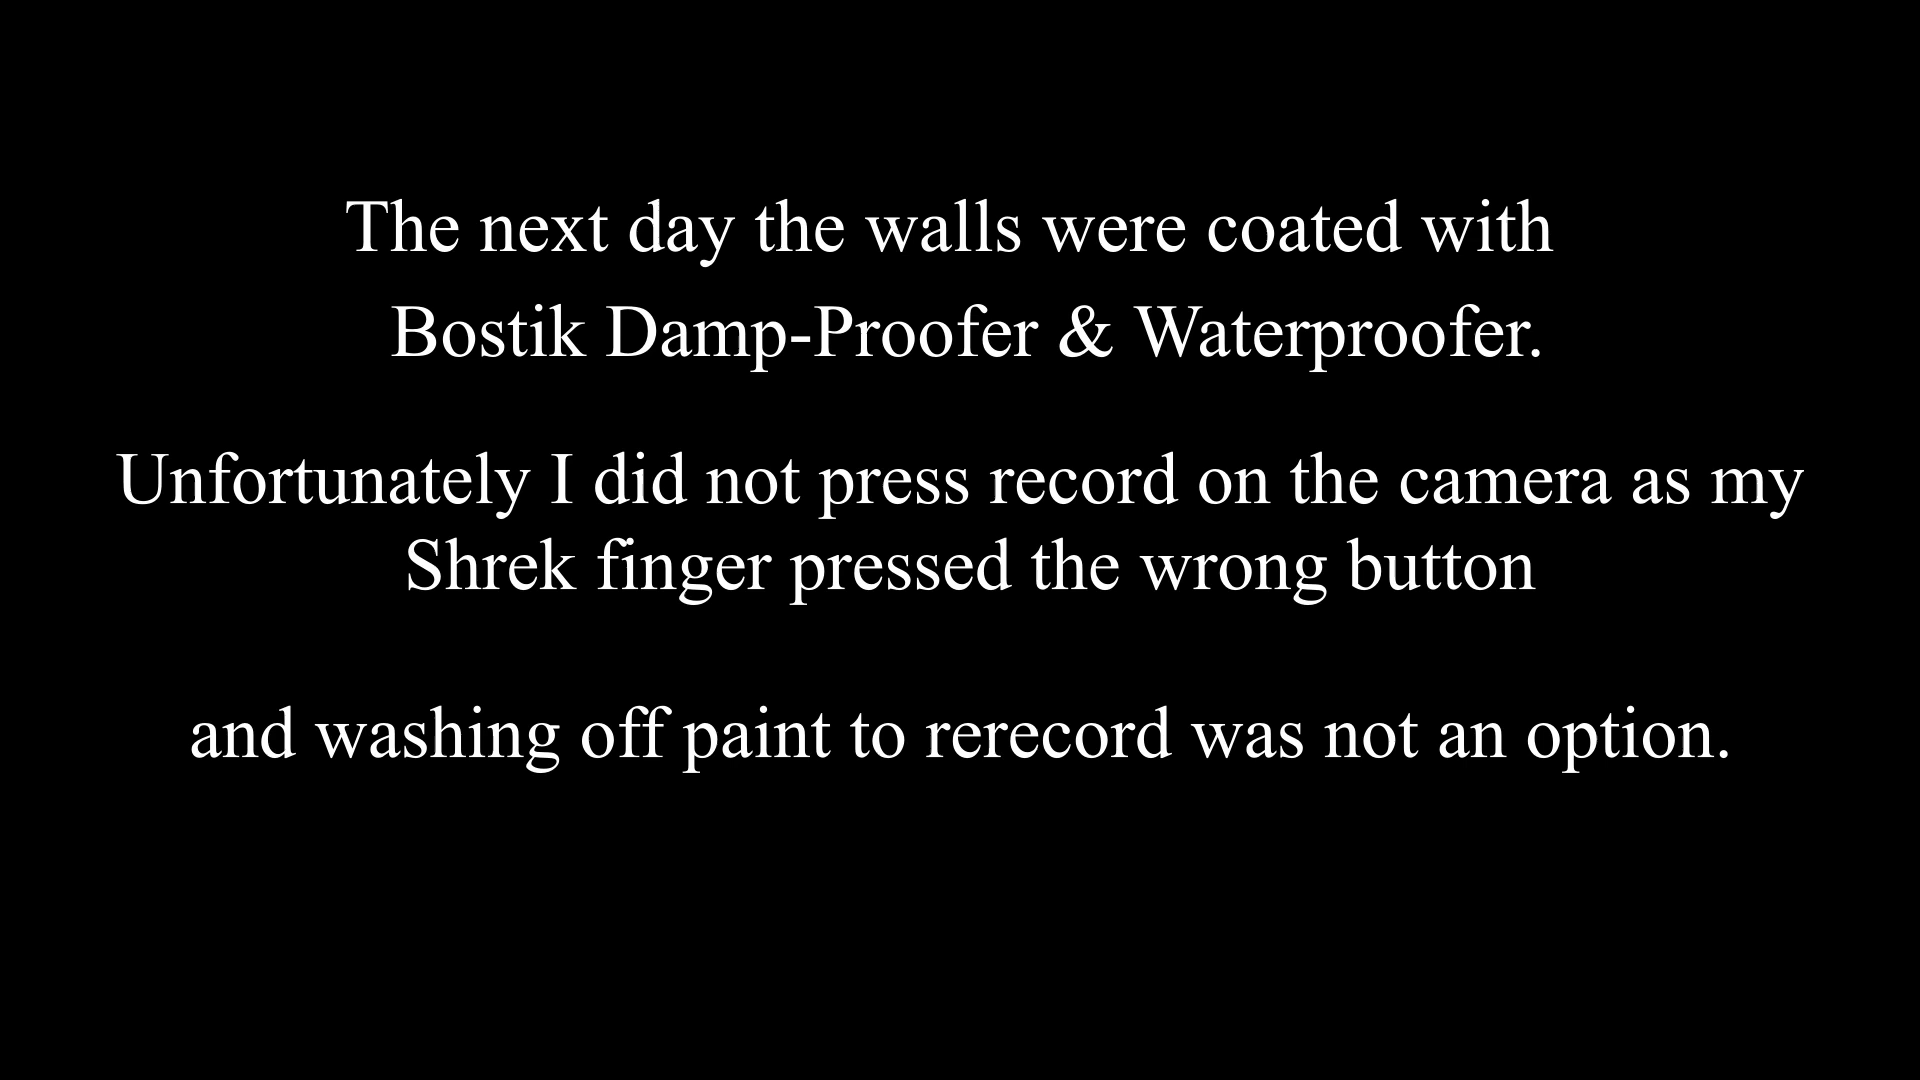 The next day the walls were coated with
Bostik Damp-Proofer & Waterproofer.
Unfortunately I did not press record on the camera as my
Shrek finger pressed the wrong button
and washing off paint to rerecord was not an option.